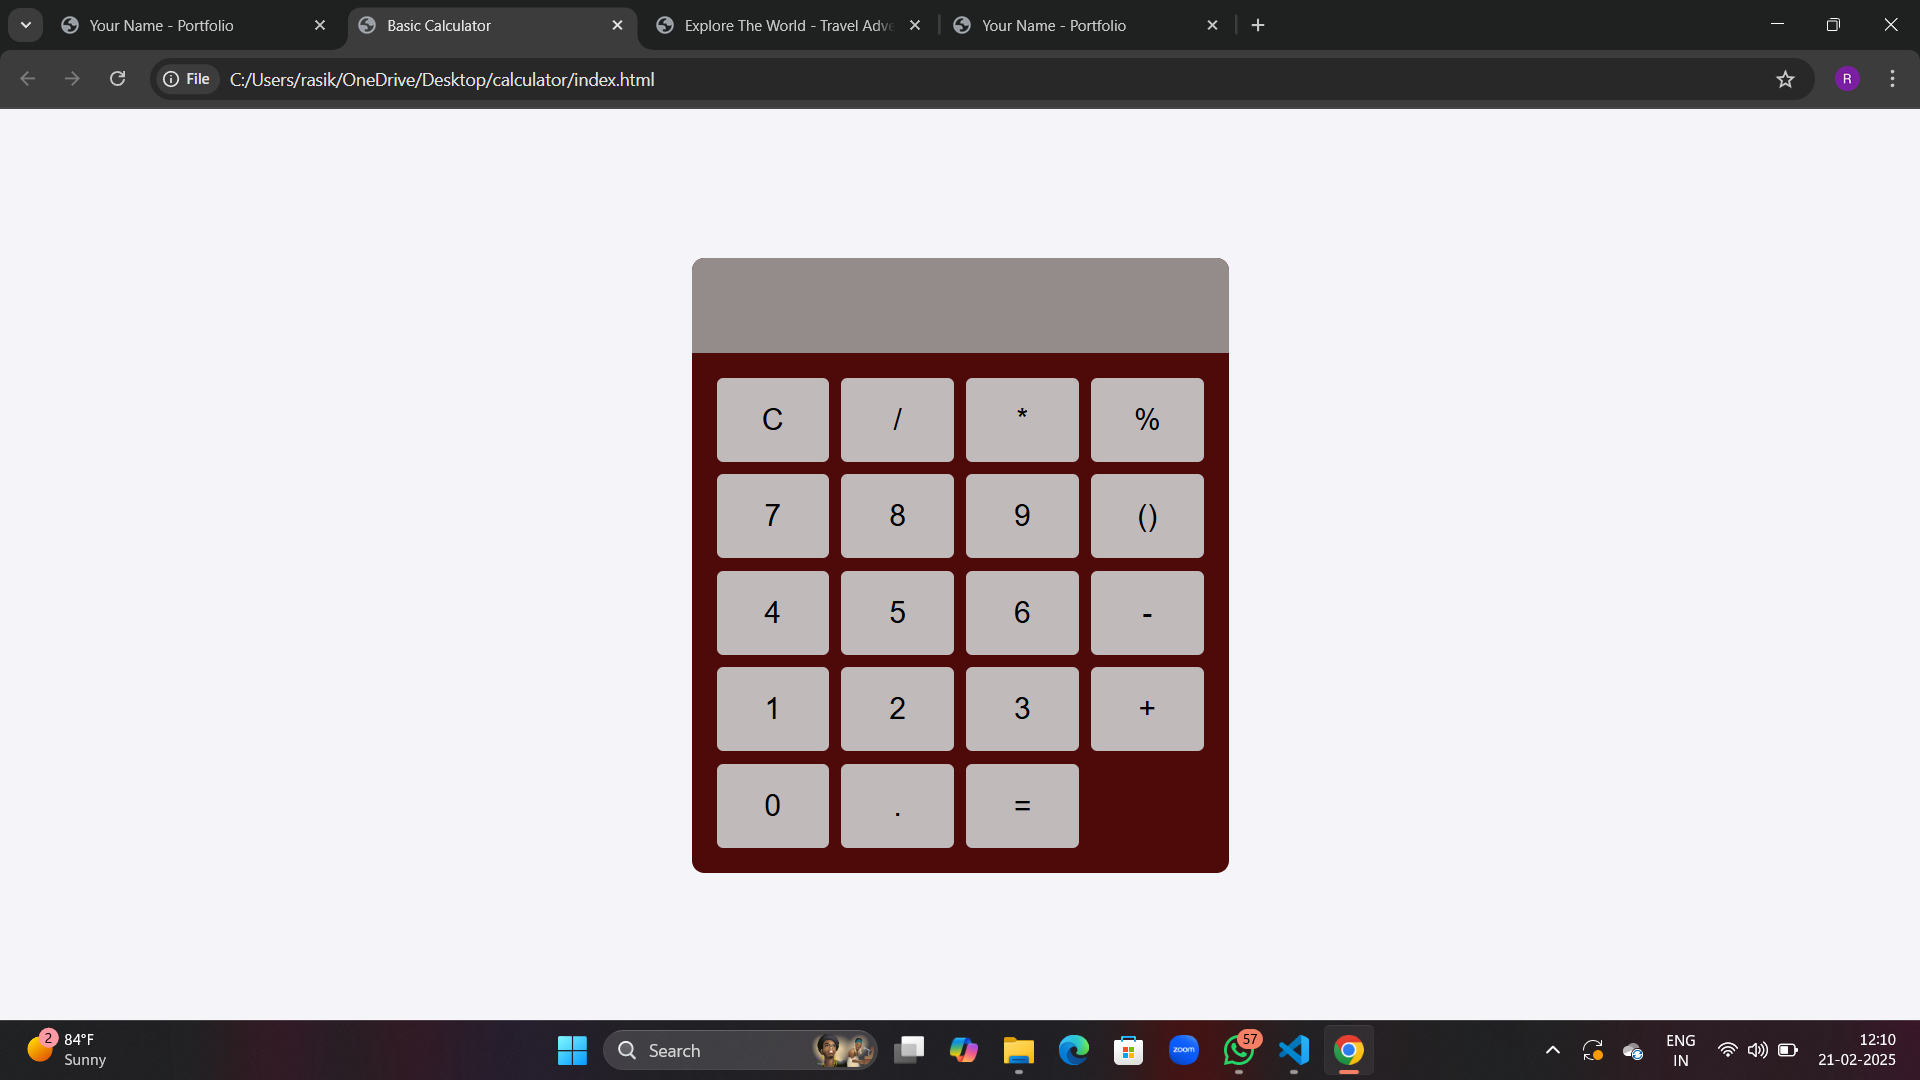 Your Name - Portfolio
Basic Calculator
Explore The World - Travel Adve
Your Name - Portfolio
File
C:/Users/rasik/OneDrive/Desktop/calculator/index.html
R
C / * %
7 8 9 ()
4 5 6 -
1 2 3 +
0 . =
2
84°F
Sunny
Search
zoom
57
ENG
IN
12:10
21-02-2025